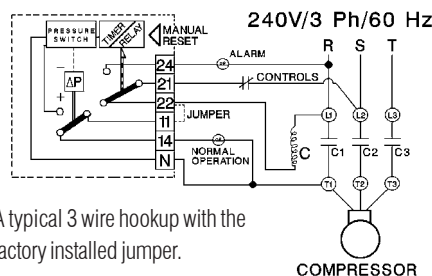 240V/3 Ph/60 Hz
PRESSURE SWITCH
TIMER RELAY
MANUAL RESET
R S T
ALARM
24
21
CONTROLS
ΔP
+
−
22
11
JUMPER
14
N
NORMAL OPERATION
L1 L2 L3
C C1 C2 C3
T1 T2 T3
A typical 3 wire hookup with the
factory installed jumper.
COMPRESSOR